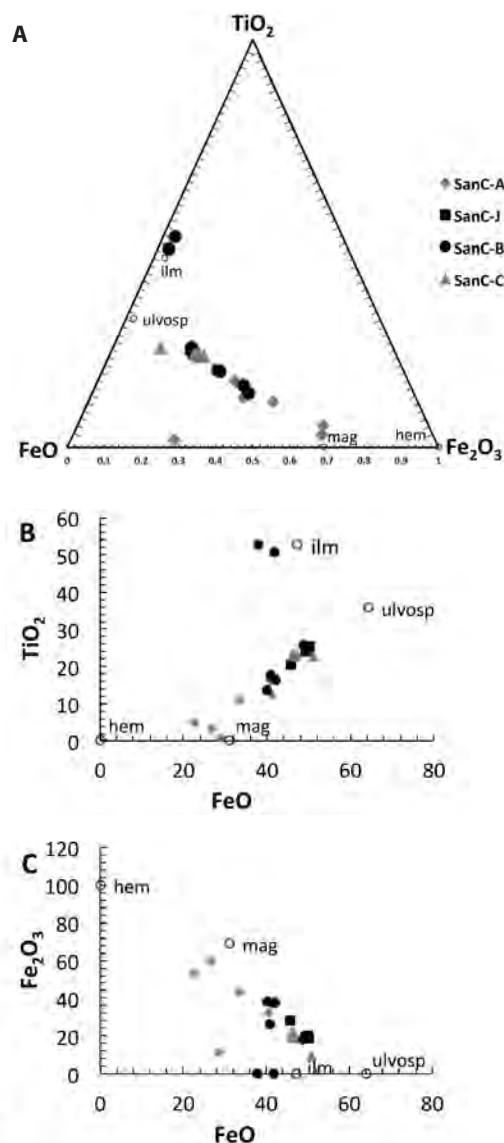 A
TiO₂
SanC-A
SanC-J
SanC-B
SanC-C
ilm
ulvosp
mag
hem
FeO
Fe₂O₃
0 0.1 0.2 0.3 0.4 0.5 0.6 0.7 0.8 0.9 1
B
60
50
40
30
20
10
0
TiO₂
ilm
ulvosp
hem
mag
0 20 40 60 80
FeO
C
120
100
80
60
40
20
0
Fe₂O₃
hem
mag
ilm
ulvosp
0 20 40 60 80
FeO